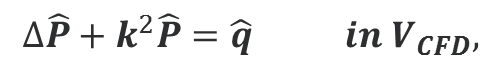 ΔP̂ + k²P̂ = q̂ in V_CFD,